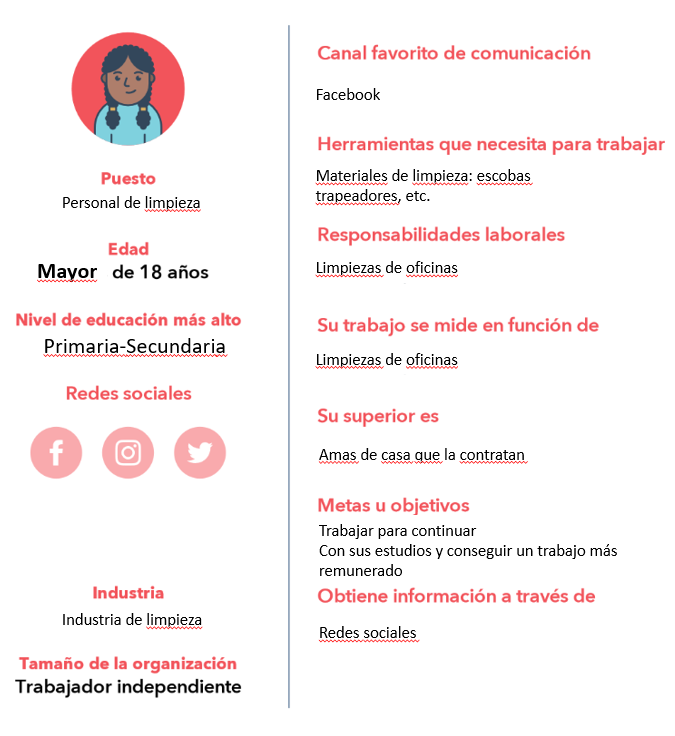 Puesto
Personal de limpieza
Edad
Mayor de 18 años
Nivel de educación más alto
Primaria-Secundaria
Redes sociales
Industria
Industria de limpieza
Tamaño de la organización
Trabajador independiente
Canal favorito de comunicación
Facebook
Herramientas que necesita para trabajar
Materiales de limpieza: escobas
trapeadores, etc.
Responsabilidades laborales
Limpiezas de oficinas
Su trabajo se mide en función de
Limpiezas de oficinas
Su superior es
Amas de casa que la contratan
Metas u objetivos
Trabajar para continuar
Con sus estudios y conseguir un trabajo más
remunerado
Obtiene información a través de
Redes sociales